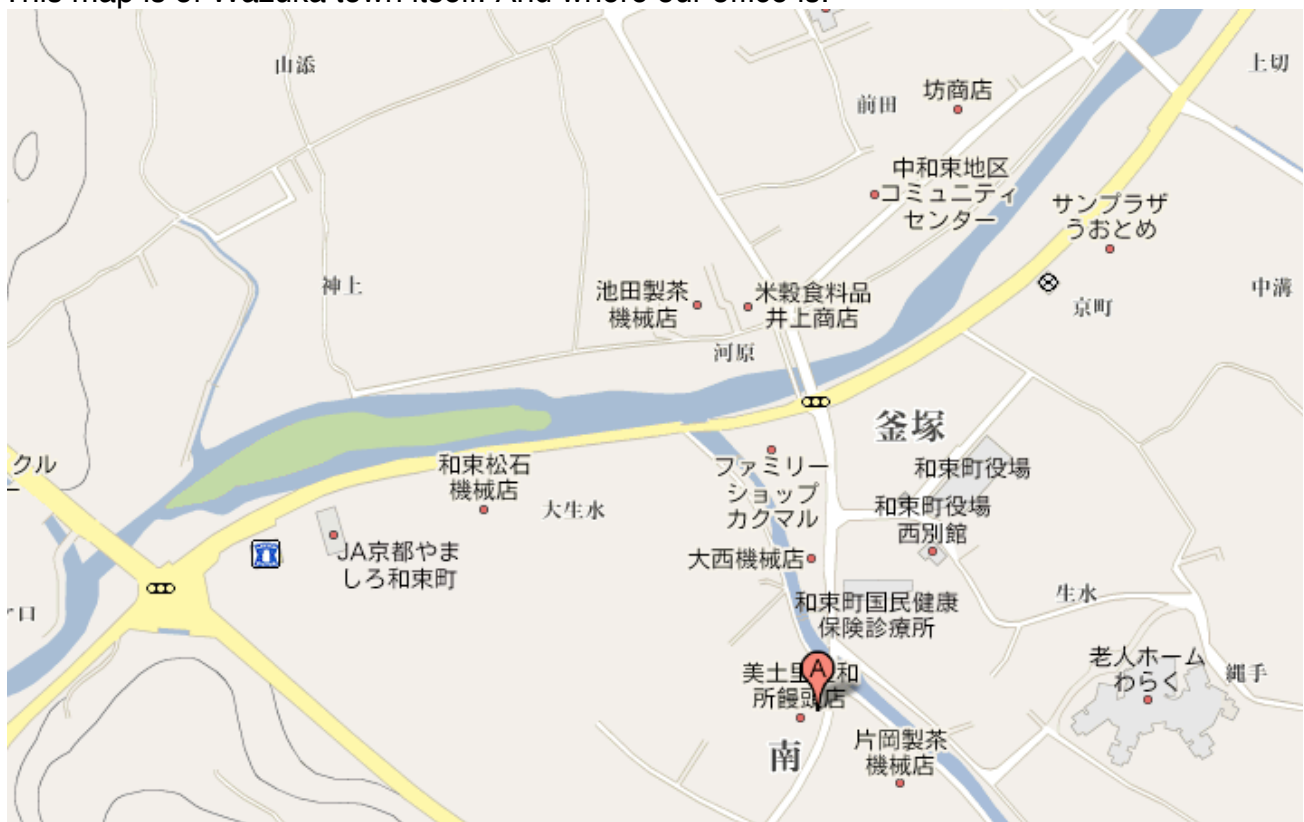 This map is of Wazuka town itself. And where our office is.
山添
上切
坊商店
前田
中和束地区
コミュニティ
センター
サンプラザ
うおとめ
神上
池田製茶
機械店
米穀食料品
井上商店
中溝
京町
河原
釜塚
クル
和束松石
機械店
大生水
ファミリー
ショップ
カクマル
和束町役場
和束町役場
西別館
JA京都やま
しろ和束町
大西機械店
生水
和束町国民健康
保険診療所
口
老人ホーム
わらく
縄手
美土里 和
所饅頭店
A
南
片岡製茶
機械店